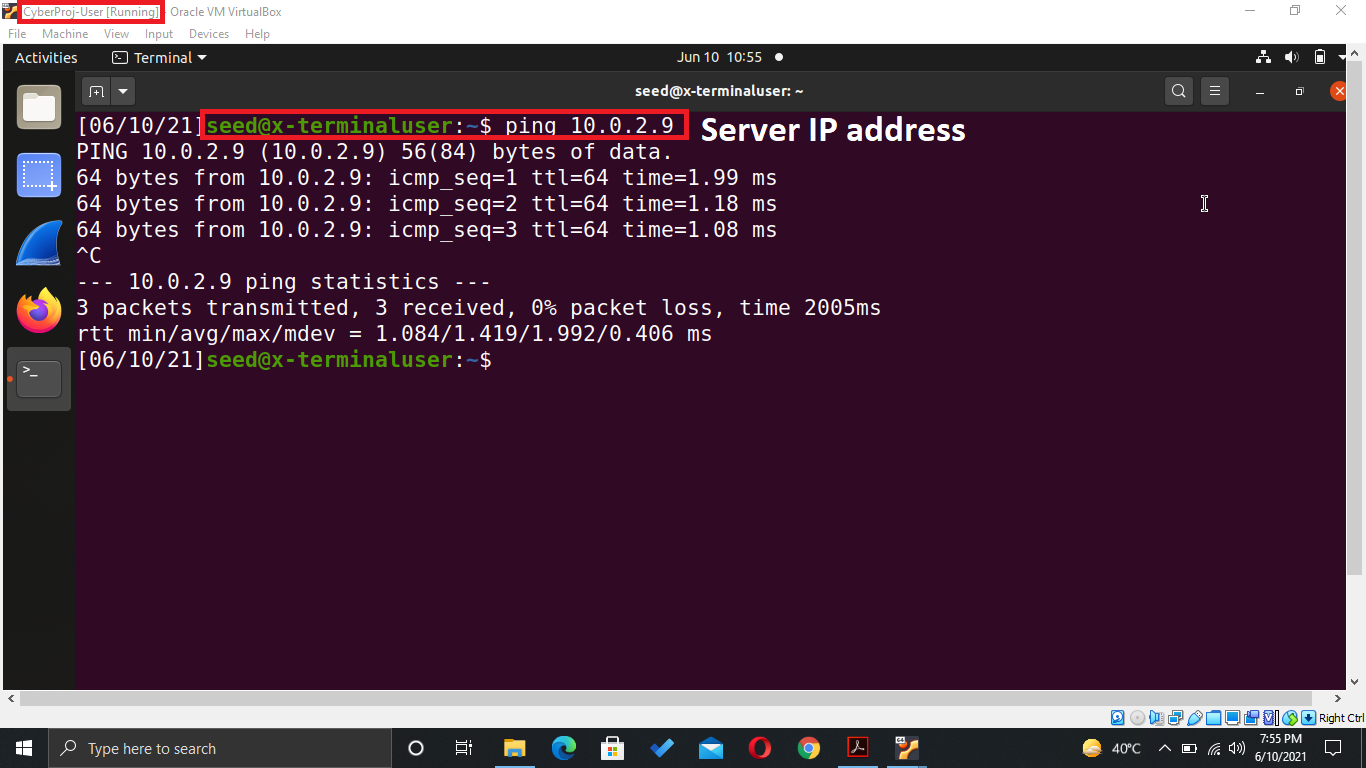 CyberProj-User [Running] - Oracle VM VirtualBox
File Machine View Input Devices Help
Activities Terminal Jun 10 10:55
seed@x-terminaluser: ~
[06/10/21]seed@x-terminaluser:~$ ping 10.0.2.9 Server IP address
PING 10.0.2.9 (10.0.2.9) 56(84) bytes of data.
64 bytes from 10.0.2.9: icmp_seq=1 ttl=64 time=1.99 ms
64 bytes from 10.0.2.9: icmp_seq=2 ttl=64 time=1.18 ms
64 bytes from 10.0.2.9: icmp_seq=3 ttl=64 time=1.08 ms
^C
--- 10.0.2.9 ping statistics ---
3 packets transmitted, 3 received, 0% packet loss, time 2005ms
rtt min/avg/max/mdev = 1.084/1.419/1.992/0.406 ms
[06/10/21]seed@x-terminaluser:~$
>_
Right Ctrl
Type here to search
40°C
7:55 PM
6/10/2021